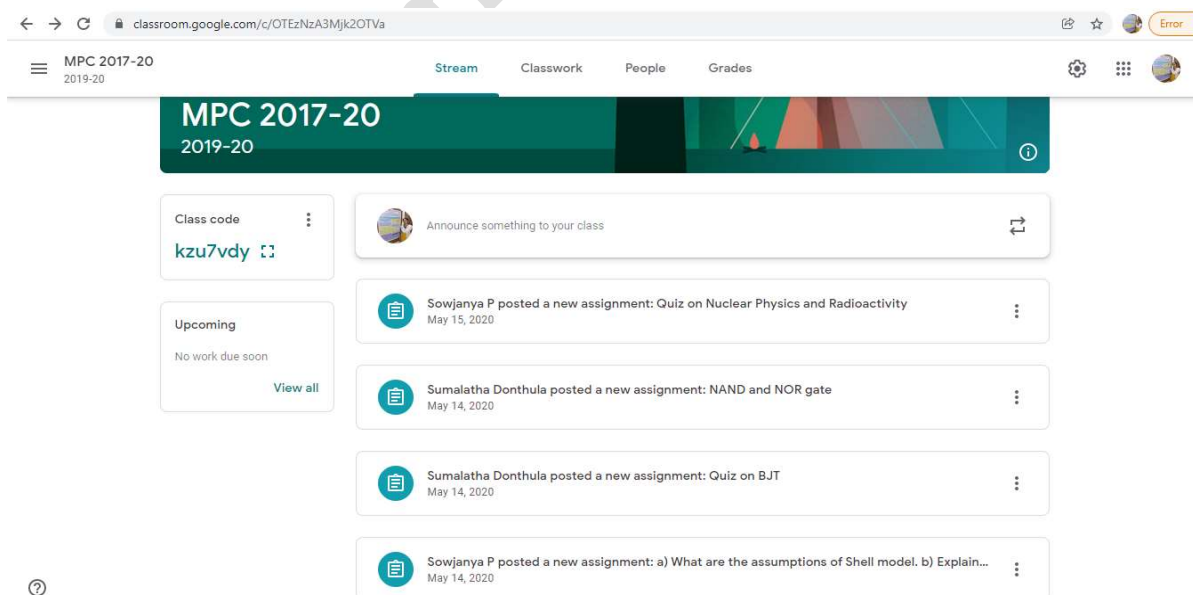 classroom.google.com/c/OTEzNzA3Mjk2OTVa
Error
MPC 2017-20
2019-20
Stream
Classwork
People
Grades
MPC 2017-20
2019-20
Class code
kzu7vdy
Announce something to your class
Upcoming
No work due soon
View all
Sowjanya P posted a new assignment: Quiz on Nuclear Physics and Radioactivity
May 15, 2020
Sumalatha Donthula posted a new assignment: NAND and NOR gate
May 14, 2020
Sumalatha Donthula posted a new assignment: Quiz on BJT
May 14, 2020
Sowjanya P posted a new assignment: a) What are the assumptions of Shell model. b) Explain...
May 14, 2020